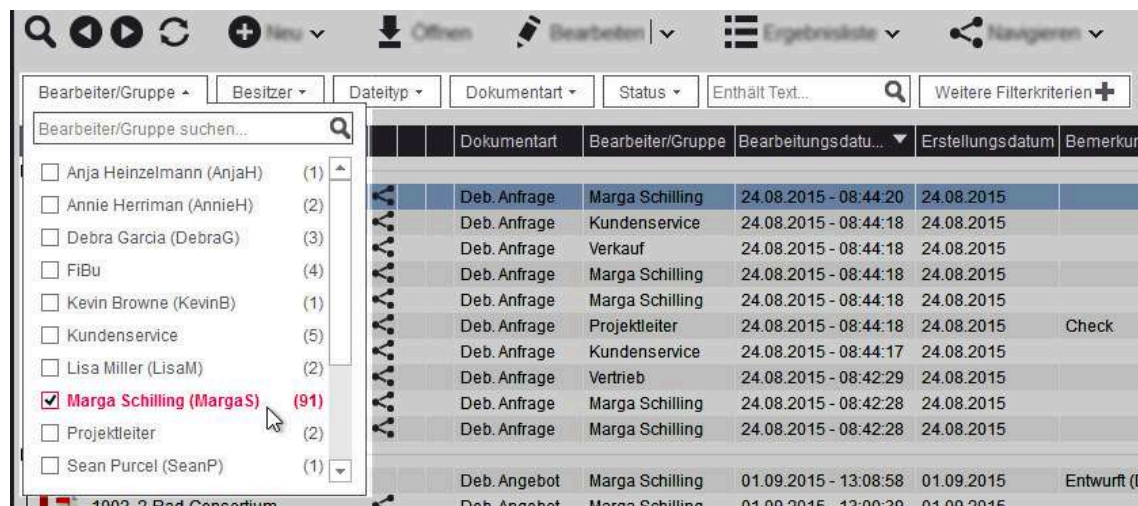 Neu
Öffnen
Bearbeiten
Ergebnisliste
Navigieren
Bearbeiter/Gruppe
Besitzer
Dateityp
Dokumentart
Status
Enthält Text...
Weitere Filterkriterien
Bearbeiter/Gruppe suchen...
Anja Heinzelmann (AnjaH) (1)
Annie Herriman (AnnieH) (2)
Debra Garcia (DebraG) (3)
FiBu (4)
Kevin Browne (KevinB) (1)
Kundenservice (5)
Lisa Miller (LisaM) (2)
Marga Schilling (MargaS) (91)
Projektleiter (2)
Sean Purcel (SeanP) (1)
Dokumentart Bearbeiter/Gruppe Bearbeitungsdatu... Erstellungsdatum Bemerkun
Deb. Anfrage Marga Schilling 24.08.2015 - 08:44:20 24.08.2015
Deb. Anfrage Kundenservice 24.08.2015 - 08:44:18 24.08.2015
Deb. Anfrage Verkauf 24.08.2015 - 08:44:18 24.08.2015
Deb. Anfrage Marga Schilling 24.08.2015 - 08:44:18 24.08.2015
Deb. Anfrage Marga Schilling 24.08.2015 - 08:44:18 24.08.2015
Deb. Anfrage Projektleiter 24.08.2015 - 08:44:18 24.08.2015 Check
Deb. Anfrage Kundenservice 24.08.2015 - 08:44:17 24.08.2015
Deb. Anfrage Vertrieb 24.08.2015 - 08:42:29 24.08.2015
Deb. Anfrage Marga Schilling 24.08.2015 - 08:42:28 24.08.2015
Deb. Anfrage Marga Schilling 24.08.2015 - 08:42:28 24.08.2015
Deb. Angebot Marga Schilling 01.09.2015 - 13:08:58 01.09.2015 Entwurft (D
Deb. Angebot Marga Schilling 01.09.2015